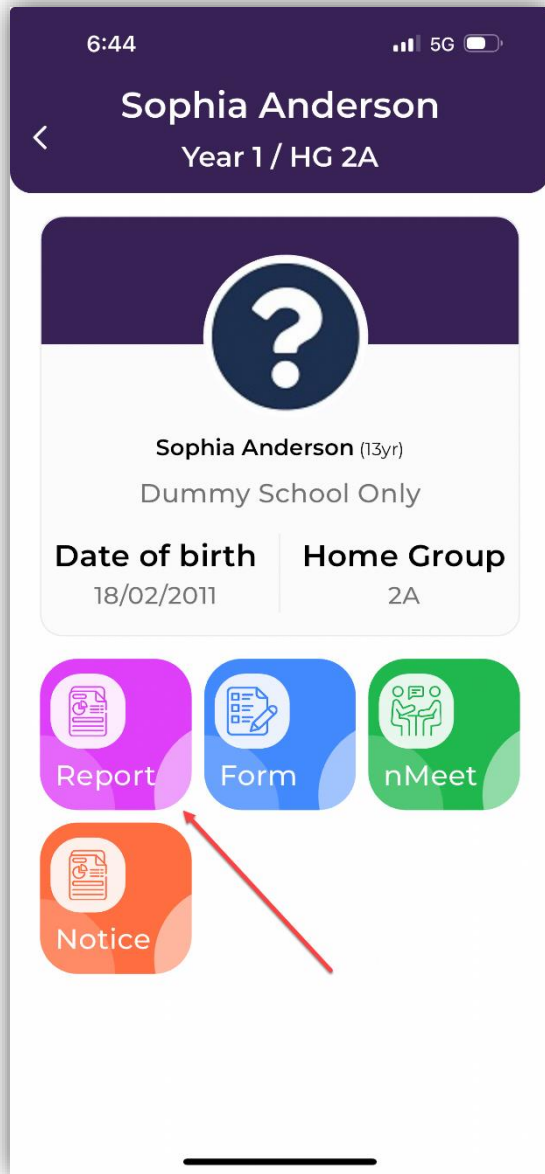 6:44 5G
Sophia Anderson
Year 1 / HG 2A
?
Sophia Anderson (13yr)
Dummy School Only
Date of birth Home Group
18/02/2011 2A
Report Form nMeet
Notice